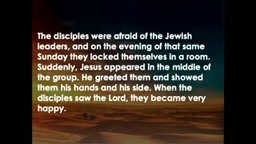 The disciples were afraid of the Jewish
leaders, and on the evening of that same
Sunday they locked themselves in a room.
Suddenly, Jesus appeared in the middle of
the group. He greeted them and showed
them his hands and his side. When the
disciples saw the Lord, they became very
happy.